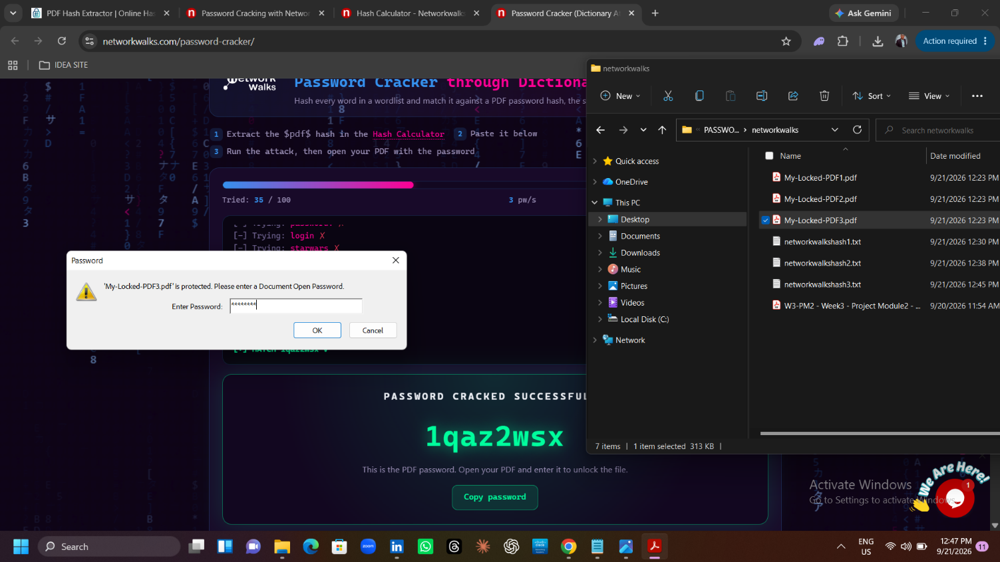 PDF Hash Extractor | Online Has
Password Cracking with Networ
Hash Calculator - Networkwalks
Password Cracker (Dictionary At
Ask Gemini
networkwalks.com/password-cracker/
Action required
IDEA SITE
Network
Walks
Password Cracker through Dictiona
Hash every word in a wordlist and match it against a PDF password hash, the s
1 Extract the $pdf$ hash in the Hash Calculator 2 Paste it below
3 Run the attack, then open your PDF with the password
Tried: 35 / 100
3 pw/s
[-] Trying: login X
[-] Trying: starwars X
Password
'My-Locked-PDF3.pdf' is protected. Please enter a Document Open Password.
Enter Password: ********
OK
Cancel
PASSWORD CRACKED SUCCESSFUL
1qaz2wsx
This is the PDF password. Open your PDF and enter it to unlock the file.
Copy password
networkwalks
New
Sort
View
PASSWO... networkwalks
Search networkwalks
Quick access
OneDrive
This PC
Desktop
Documents
Downloads
Music
Pictures
Videos
Local Disk (C:)
Network
Name
Date modified
My-Locked-PDF1.pdf 9/21/2026 12:23 PM
My-Locked-PDF2.pdf 9/21/2026 12:23 PM
My-Locked-PDF3.pdf 9/21/2026 12:23 PM
networkwalkshash1.txt 9/21/2026 12:30 PM
networkwalkshash2.txt 9/21/2026 12:38 PM
networkwalkshash3.txt 9/21/2026 12:45 PM
W3-PM2 - Week3 - Project Module2 - ... 9/20/2026 11:54 AM
7 items | 1 item selected 313 KB |
We Are Here!
1
Activate Windows
Go to Settings to activate Windows.
Search
zoom
ENG
US
12:47 PM
9/21/2026
11